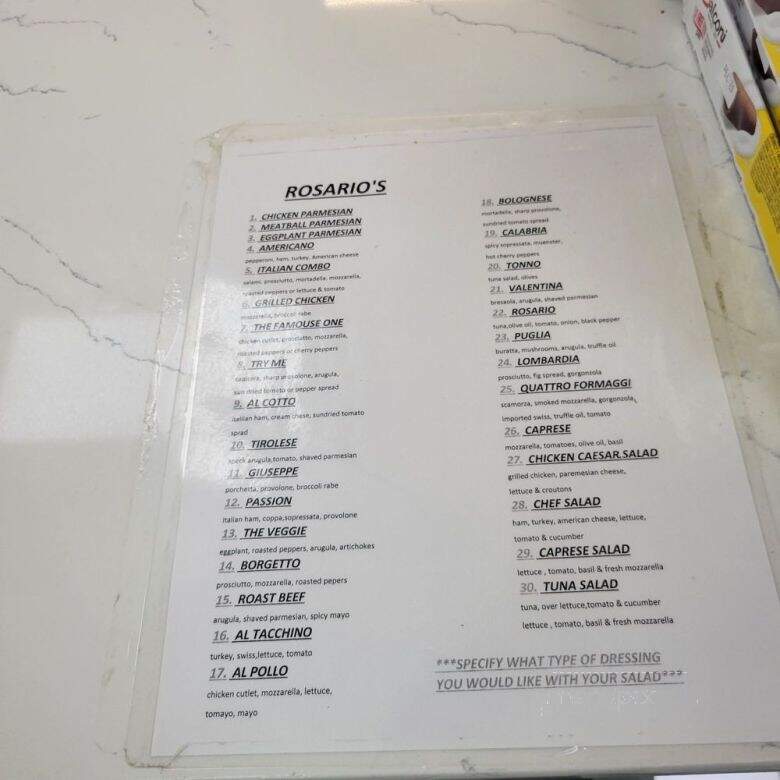 ROSARIO'S
1. CHICKEN PARMESIAN
2. MEATBALL PARMESIAN
3. EGGPLANT PARMESIAN
4. AMERICANO
pepperoni, ham, turkey, American cheese
5. ITALIAN COMBO
salami, prosciutto, mortadella, mozzarella,
roasted peppers or lettuce & tomato
6. GRILLED CHICKEN
mozzarella, broccoli rabe
7. THE FAMOUSE ONE
chicken cutlet, prosciutto, mozzarella,
roasted peppers or cherry peppers
8. TRY ME
sharp provolone, arugula,
sun dried tomato or pepper spread
9. AL COTTO
italian ham, cream chese, sundried tomato
sprad
10. TIROLESE
speck arugula,tomato, shaved parmesian
11. GIUSEPPE
porchetta, provolone, broccoli rabe
12. PASSION
italian ham, coppa,sopressata, provolone
13. THE VEGGIE
eggplant, roasted peppers, arugula, artichokes
14. BORGETTO
prosciutto, mozzarella, roasted pepers
15. ROAST BEEF
arugula, shaved parmesian, spicy mayo
16. AL TACCHINO
turkey, swiss,lettuce, tomato
17. AL POLLO
chicken cutlet, mozzarella, lettuce,
tomayo, mayo
18. BOLOGNESE
mortadella, sharp provolone,
sundried tomato spread
19. CALABRIA
spicy sopressata, muenster,
hot cherry peppers
20. TONNO
tuna salad, olives
21. VALENTINA
bresaola, arugula, shaved parmesian
22. ROSARIO
tuna,olive oil, tomato, onion, black pepper
23. PUGLIA
buratta, mushrooms, arugula, truffle oil
24. LOMBARDIA
prosciutto, fig spread, gorgonzola
25. QUATTRO FORMAGGI
scamorza, smoked mozzarella, gorgonzola,
imported swiss, truffle oil, tomato
26. CAPRESE
mozzarella, tomatoes, olive oil, basil
27. CHICKEN CAESAR SALAD
grilled chicken, paremesian cheese,
lettuce & croutons
28. CHEF SALAD
ham, turkey, american cheese, lettuce,
tomato & cucumber
29. CAPRESE SALAD
lettuce , tomato, basil & fresh mozzarella
30. TUNA SALAD
tuna, over lettuce,tomato & cucumber
lettuce , tomato, basil & fresh mozzarella
***SPECIFY WHAT TYPE OF DRESSING
YOU WOULD LIKE WITH YOUR SALAD***